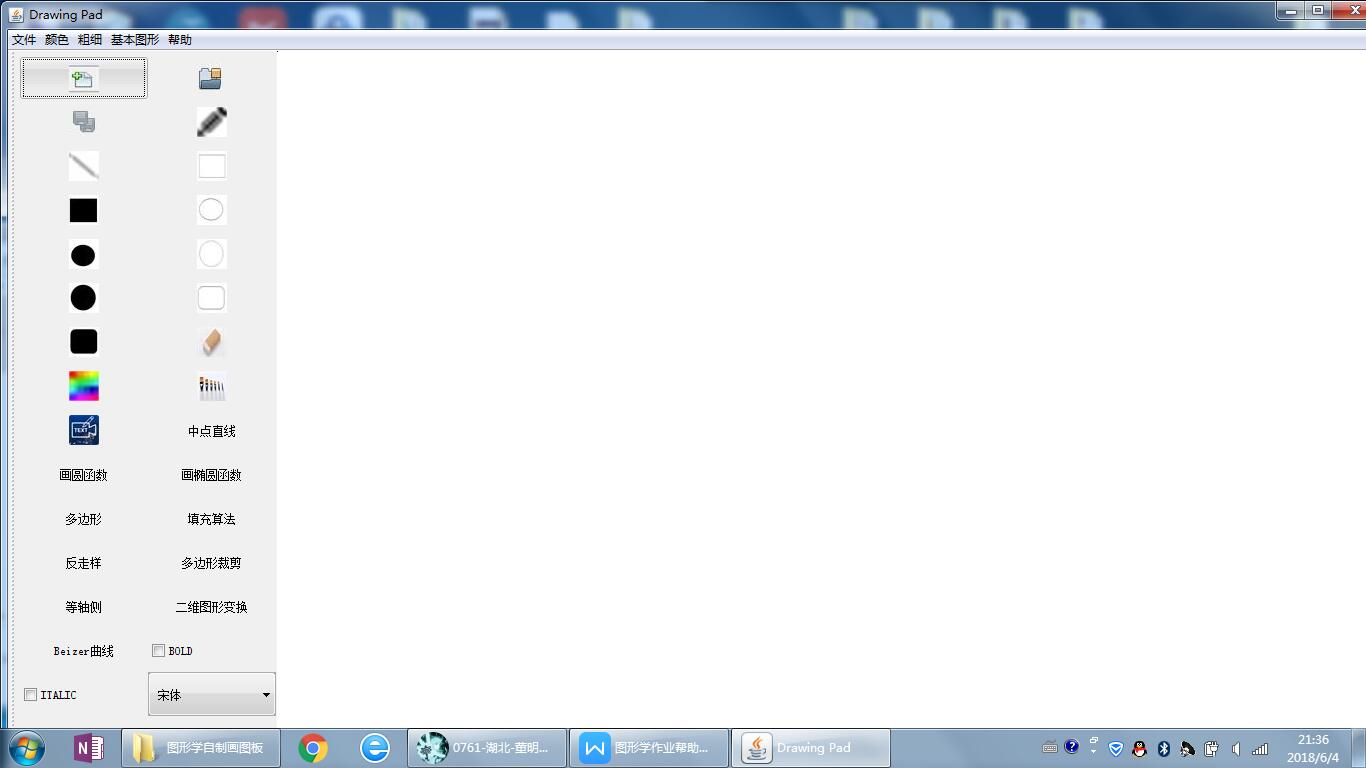 Drawing Pad
文件 颜色 粗细 基本图形 帮助
TEXT
中点直线
画圆函数 画椭圆函数
多边形 填充算法
反走样 多边形裁剪
等轴侧 二维图形变换
Beizer曲线 BOLD
ITALIC 宋体
图形学自制画图板 0761-湖北-董明... 图形学作业帮助... Drawing Pad
21:36
2018/6/4